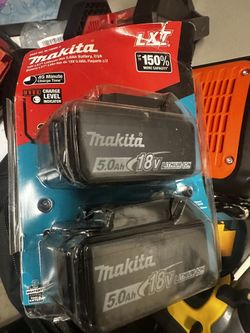 makita
LXT
45 Minute
Charge Time
CHARGE
LEVEL
INDICATOR
UP TO 150%
MORE CAPACITY
makita
5.0Ah 18V
LITHIUM-ION
makita
5.0Ah 18V
LITHIUM-ION